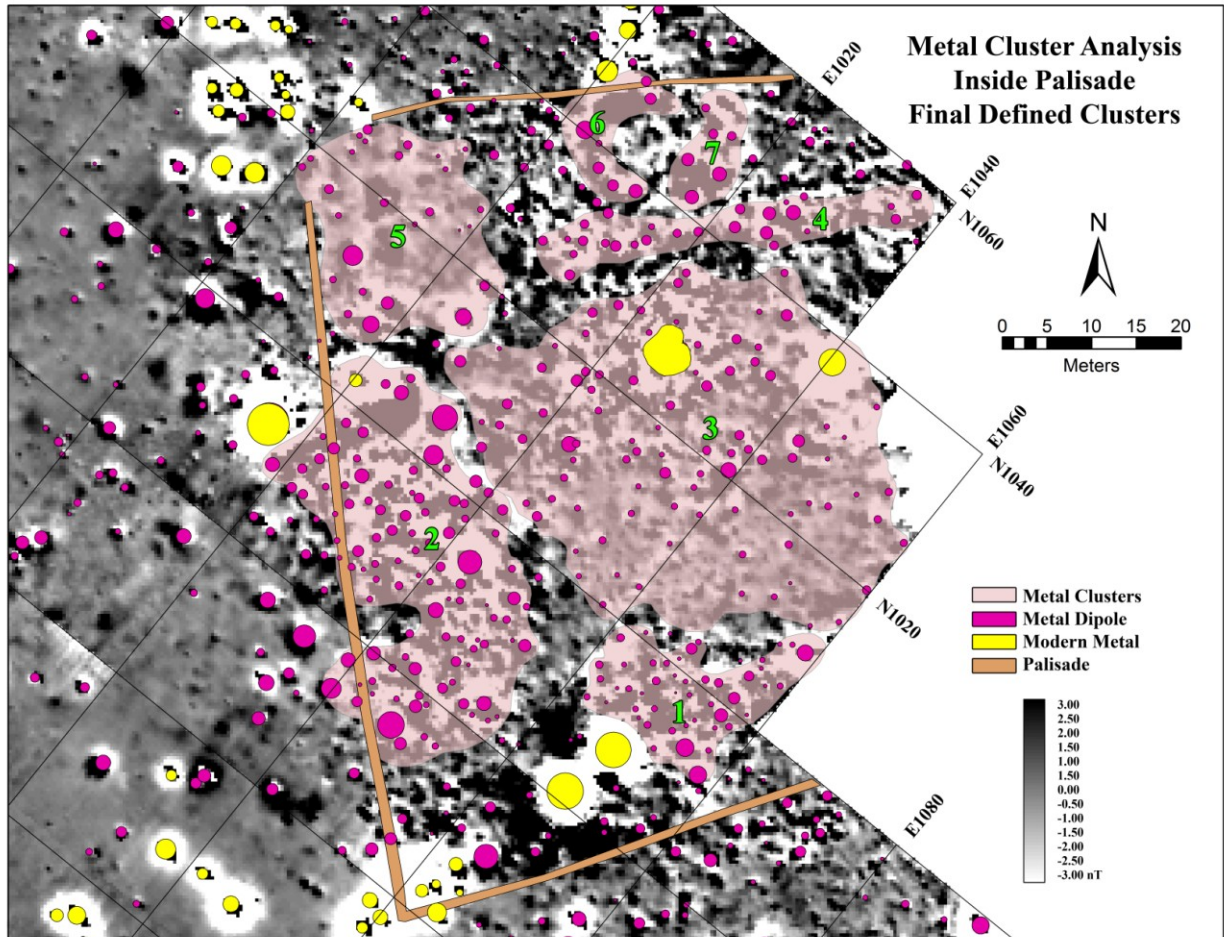 Metal Cluster Analysis
Inside Palisade
Final Defined Clusters
E1020
E1040
N1060
N
0 5 10 15 20
Meters
E1060
N1040
N1020
E1080
6
7
4
5
3
2
1
Metal Clusters
Metal Dipole
Modern Metal
Palisade
3.00
2.50
2.00
1.50
1.00
0.50
0.00
-0.50
-1.00
-1.50
-2.00
-2.50
-3.00 nT